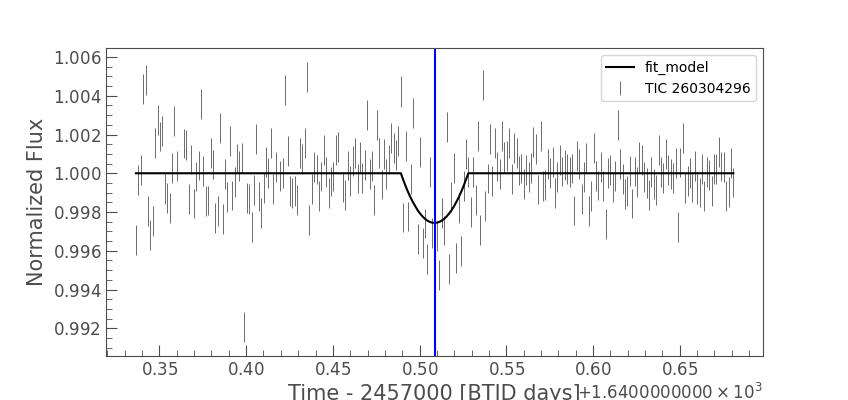 fit_model
TIC 260304296
Normalized Flux
1.006
1.004
1.002
1.000
0.998
0.996
0.994
0.992
0.35 0.40 0.45 0.50 0.55 0.60 0.65
Time - 2457000 [BTJD days]
+1.6400000000 × 10³